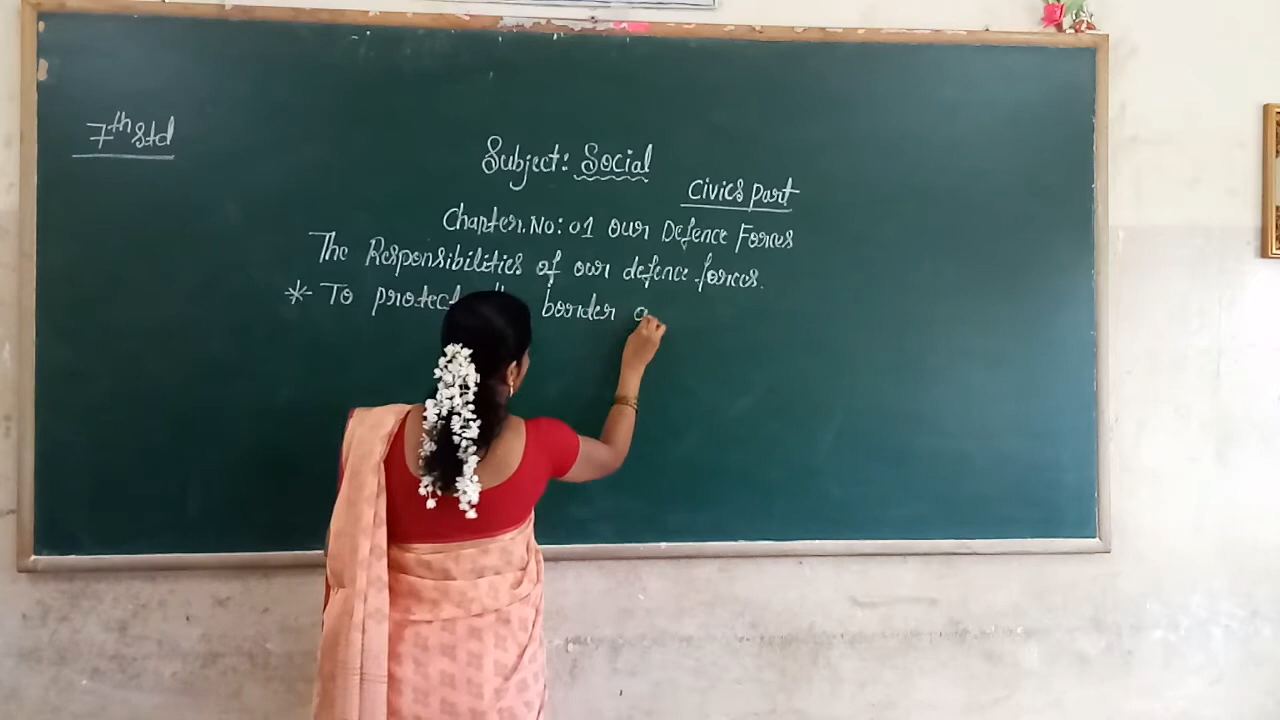 7th Std
Subject: Social
Civics part
Chapter.No: 01 Our Defence Forces
The Responsibilities of our defence forces.
* To protect border